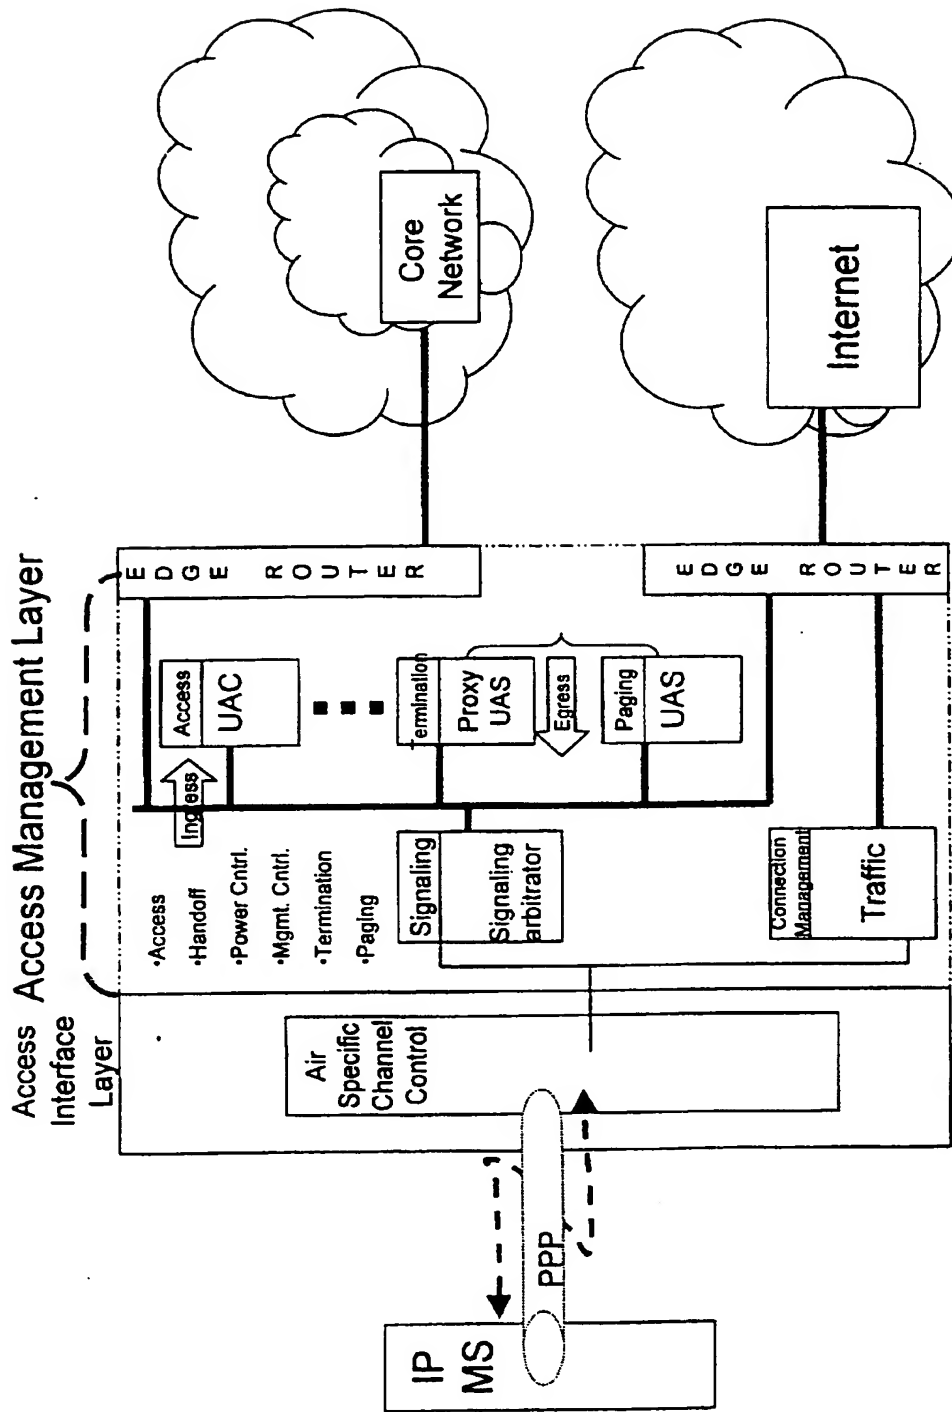 Access Management Layer
Access
Interface
Layer
IP
MS
PPP
Air
Specific
Channel
Control
•Access
•Handoff
•Power Cntrl.
•Mgmt. Cntrl.
•Termination
•Paging
Ingress
Access
UAC
Signaling
Signaling
arbitrator
Termination
Proxy
UAS
Egress
Paging
UAS
Connection
Management
Traffic
EDGE ROUTER
EDGE ROUTER
Core
Network
Internet